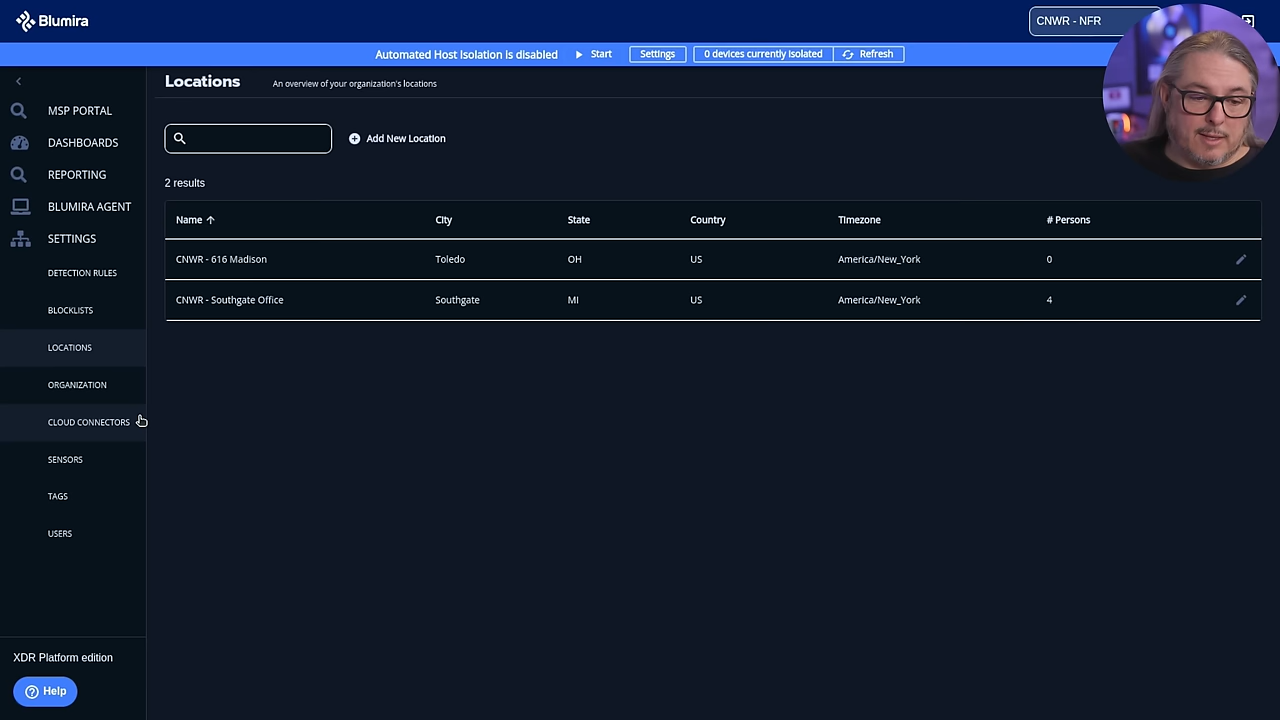 Blumira
CNWR - NFR
Automated Host Isolation is disabled
Start
Settings
0 devices currently isolated
Refresh
Locations
An overview of your organization's locations
MSP PORTAL
DASHBOARDS
REPORTING
BLUMIRA AGENT
SETTINGS
DETECTION RULES
BLOCKLISTS
LOCATIONS
ORGANIZATION
CLOUD CONNECTORS
SENSORS
TAGS
USERS
XDR Platform edition
Help
Add New Location
2 results
Name City State Country Timezone # Persons
CNWR - 616 Madison Toledo OH US America/New_York 0
CNWR - Southgate Office Southgate MI US America/New_York 4